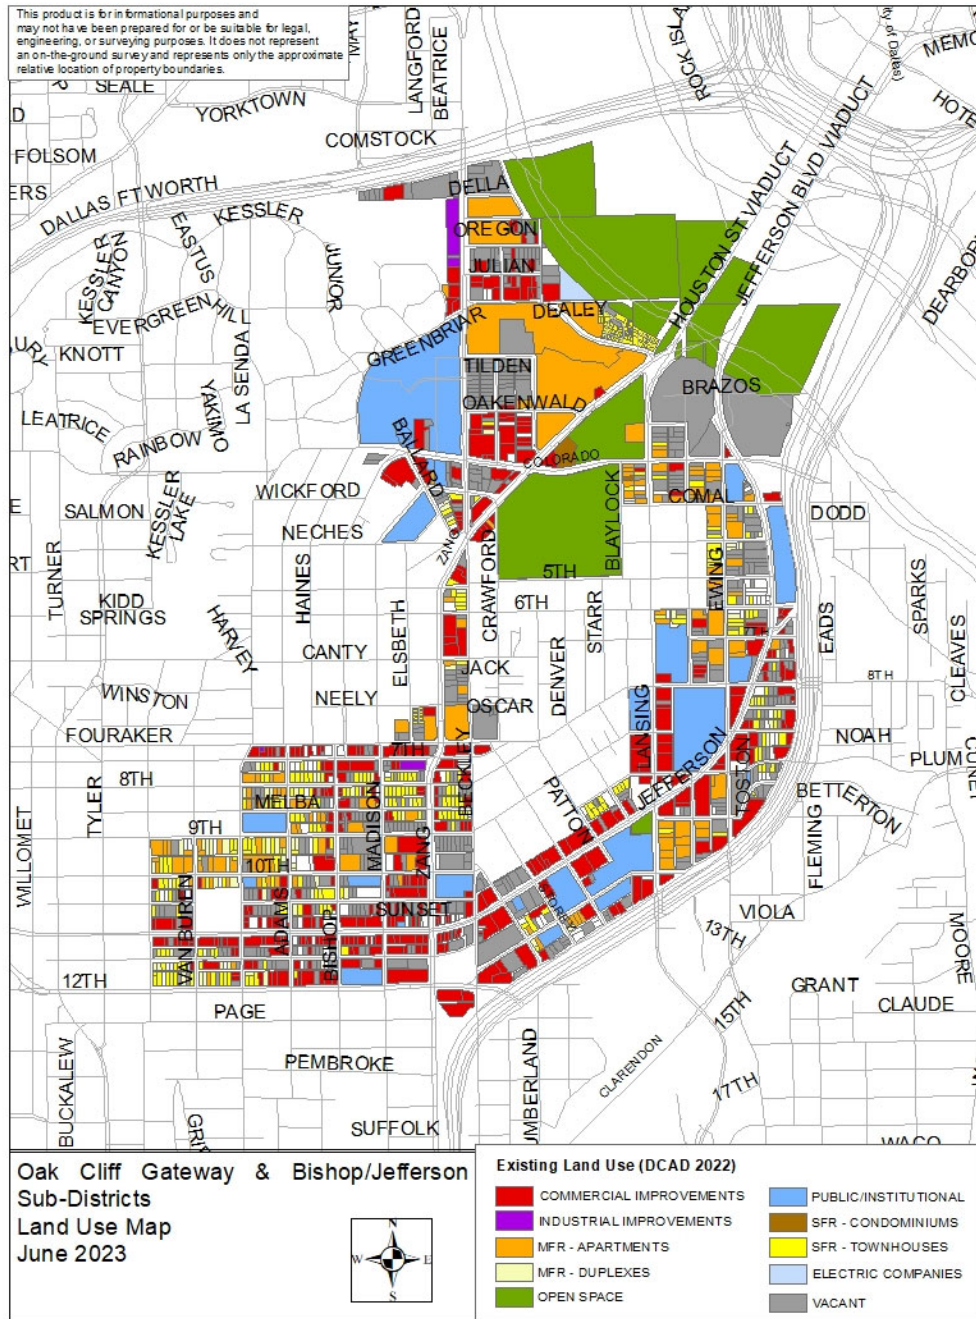 This product is for informational purposes and
may not have been prepared for or be suitable for legal,
engineering, or surveying purposes. It does not represent
an on-the-ground survey and represents only the approximate
relative location of property boundaries.
MAY
LANGFORD
BEATRICE
ROCK ISLA
ity of Dallas)
MEMO
SEALE
YORKTOWN
HOTE
D
COMSTOCK
FOLSOM
HOUSTON ST VIADUCT
JEFFERSON BLVD VIADUCT
ERS
DALLAS FT WORTH
DELLA
KESSLER
EASTUS
OREGON
DEARBORN
KESSLER
CANYON
JUNIOR
JULIAN
EVERGREEN HILL
DEALEY
GREENBRIAR
KNOTT
LA SENDA
TILDEN
BRAZOS
YAKIMO
OAKENWALD
LEATRICE
RAINBOW
BALLARD
COLORADO
WICKFORD
BLAYLOCK
COMAL
E
SALMON
KESSLER
LAKE
DODD
NECHES
ZANG
CRAWFORD
RT
TURNER
HAINES
5TH
EWING
KIDD
SPRINGS
6TH
STARR
EADS
SPARKS
HARVEY
ELSBETH
CANTY
JACK
DENVER
CLEAVES
8TH
WINSTON
NEELY
OSCAR
LANSING
FOURAKER
7TH
NOAH
BECKLEY
JEFFERSON
PLUM
8TH
PATTON
TOSTON
BETTERTON
TYLER
MELBA
MADISON
WILLOMET
9TH
ZANG
10TH
FLEMING
VAN BUREN
ADAMS
BISHOP
SUNSET
VIOLA
13TH
MOORE
12TH
GRANT
PAGE
CLAUDE
15TH
BUCKALEW
PEMBROKE
UMBERLAND
CLARENDON
17TH
SUFFOLK
WACO
Oak Cliff Gateway & Bishop/Jefferson
Sub-Districts
Land Use Map
June 2023
N
W
E
S
Existing Land Use (DCAD 2022)
COMMERCIAL IMPROVEMENTS
INDUSTRIAL IMPROVEMENTS
MFR - APARTMENTS
MFR - DUPLEXES
OPEN SPACE
PUBLIC/INSTITUTIONAL
SFR - CONDOMINIUMS
SFR - TOWNHOUSES
ELECTRIC COMPANIES
VACANT